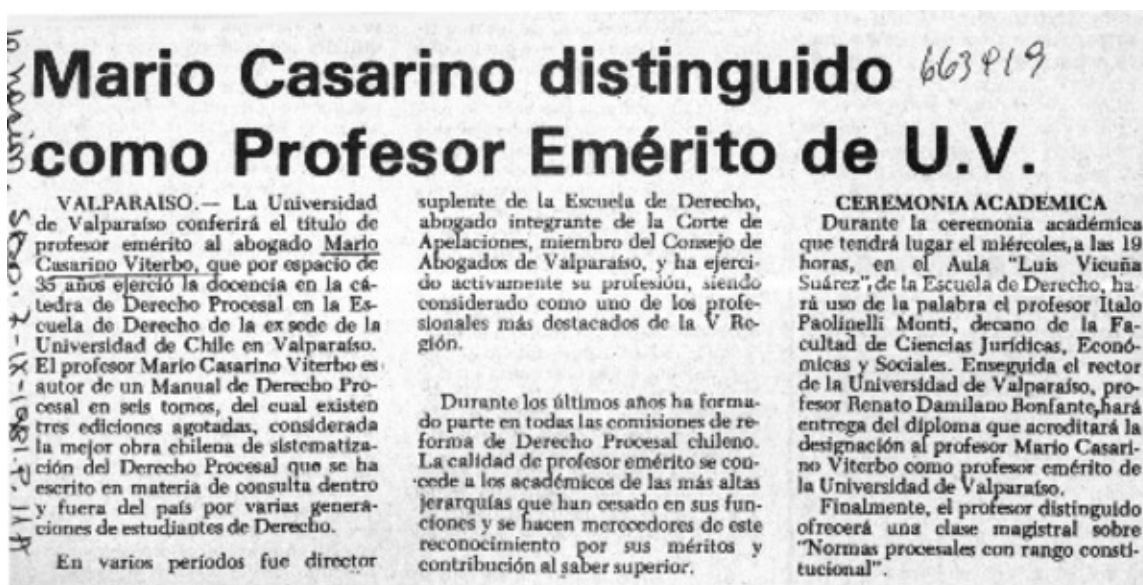 Mario Casarino distinguido
como Profesor Emérito de U.V.
663819
VALPARAISO.— La Universidad
de Valparaíso conferirá el título de
profesor emérito al abogado Mario
Casarino Viterbo, que por espacio de
35 años ejerció la docencia en la cá-
tedra de Derecho Procesal en la Es-
cuela de Derecho de la ex sede de la
Universidad de Chile en Valparaíso.
El profesor Mario Casarino Viterbo es
autor de un Manual de Derecho Pro-
cesal en seis tomos, del cual existen
tres ediciones agotadas, considerada
la mejor obra chilena de sistematiza-
ción del Derecho Procesal que se ha
escrito en materia de consulta dentro
y fuera del país por varias genera-
ciones de estudiantes de Derecho.
En varios períodos fue director
suplente de la Escuela de Derecho,
abogado integrante de la Corte de
Apelaciones, miembro del Consejo de
Abogados de Valparaíso, y ha ejerci-
do activamente su profesión, siendo
considerado como uno de los profe-
sionales más destacados de la V Re-
gión.
Durante los últimos años ha forma-
do parte en todas las comisiones de re-
forma de Derecho Procesal chileno.
La calidad de profesor emérito se con-
cede a los académicos de las más altas
jerarquías que han cesado en sus fun-
ciones y se hacen merecedores de este
reconocimiento por sus méritos y
contribución al saber superior.
CEREMONIA ACADEMICA
Durante la ceremonia académica
que tendrá lugar el miércoles, a las 19
horas, en el Aula "Luis Vicuña
Suárez", de la Escuela de Derecho, ha-
rá uso de la palabra el profesor Italo
Paolinelli Monti, decano de la Fa-
cultad de Ciencias Jurídicas, Econó-
micas y Sociales. Enseguida el rector
de la Universidad de Valparaíso, pro-
fesor Renato Damilano Bonfante, hará
entrega del diploma que acreditará la
designación al profesor Mario Casari-
no Viterbo como profesor emérito de
la Universidad de Valparaíso.
Finalmente, el profesor distinguido
ofrecerá una clase magistral sobre
"Normas procesales con rango consti-
tucional".